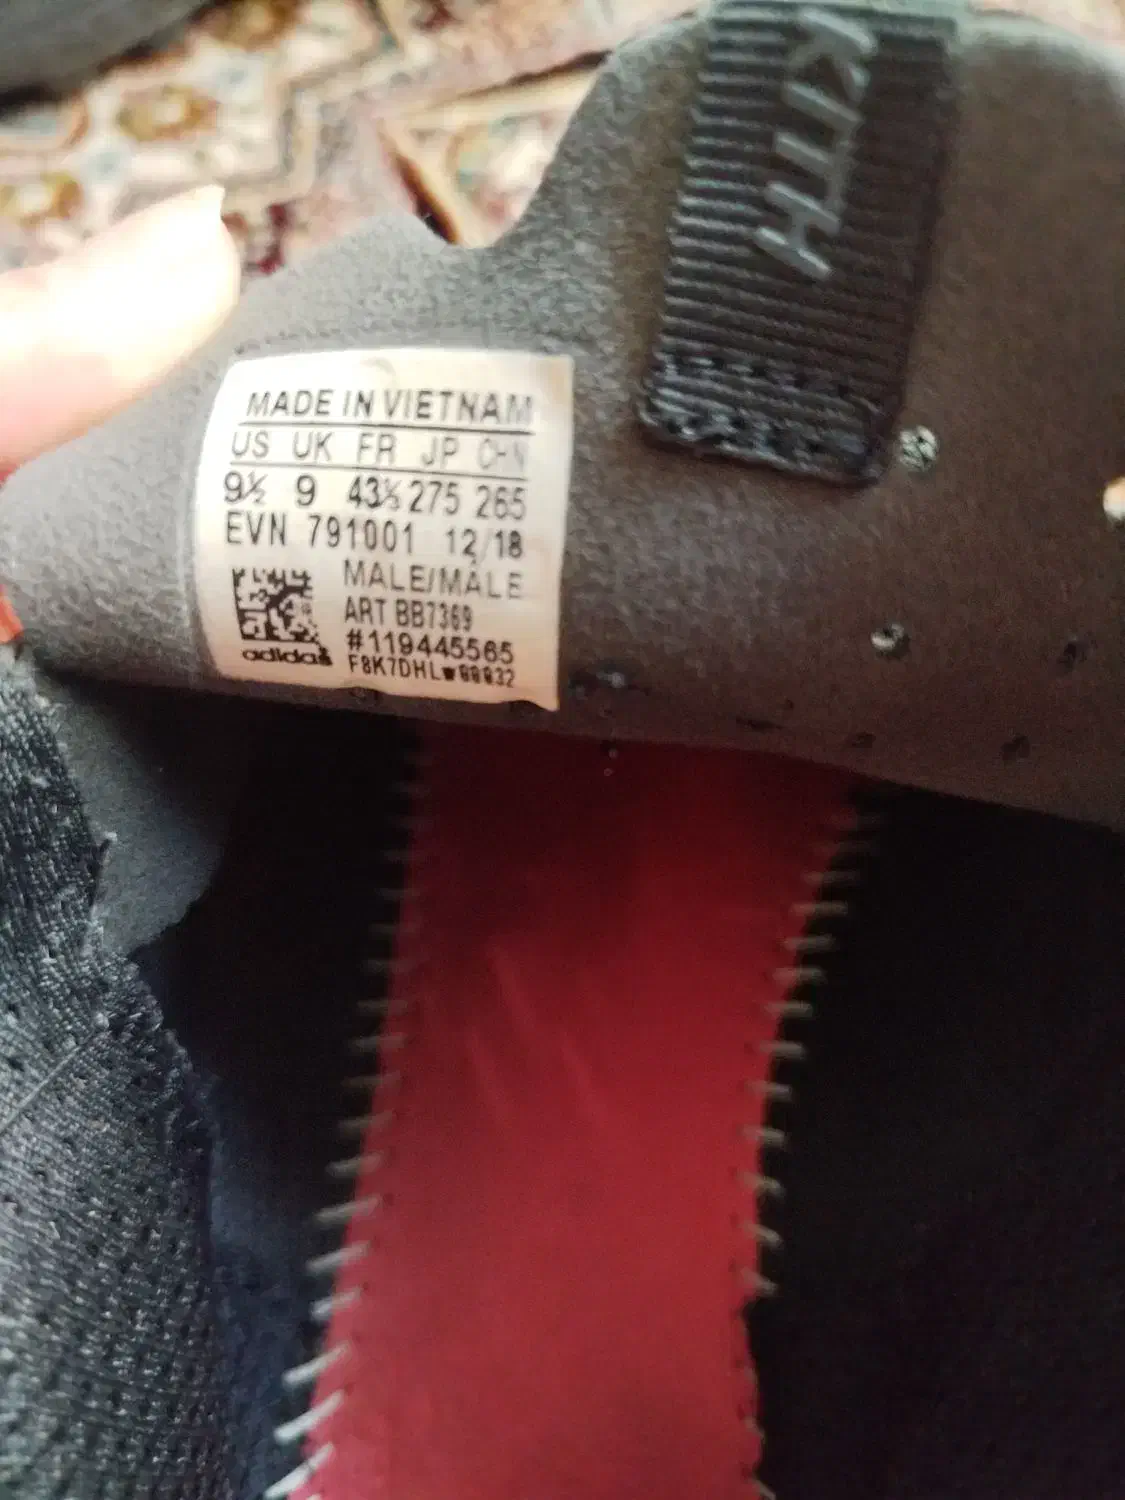 KITH
MADE IN VIETNAM
US UK FR JP CHN
9½ 9 43⅓ 275 265
EVN 791001 12/18
MALE/MÂLE
ART BB7369
#119445565
adidas